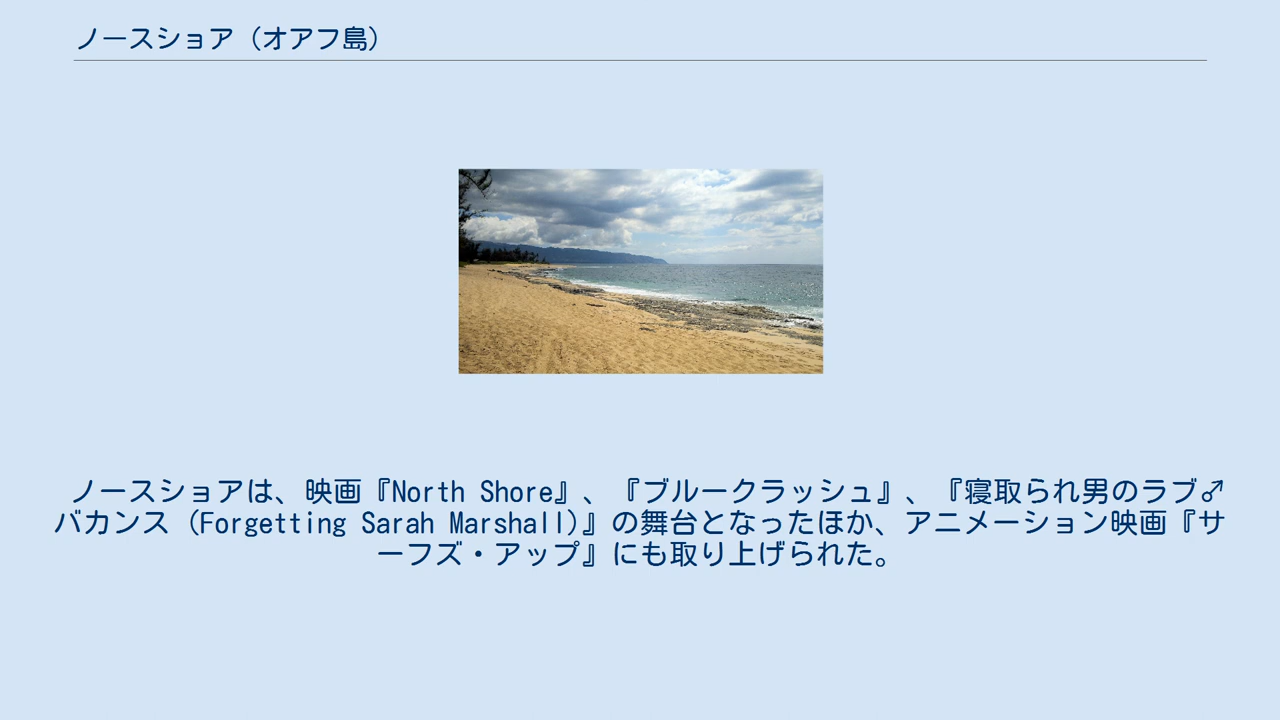 ノースショア（オアフ島）
ノースショアは、映画『North Shore』、『ブルークラッシュ』、『寝取られ男のラブ♂
バカンス（Forgetting Sarah Marshall)』の舞台となったほか、アニメーション映画『サ
ーフズ・アップ』にも取り上げられた。